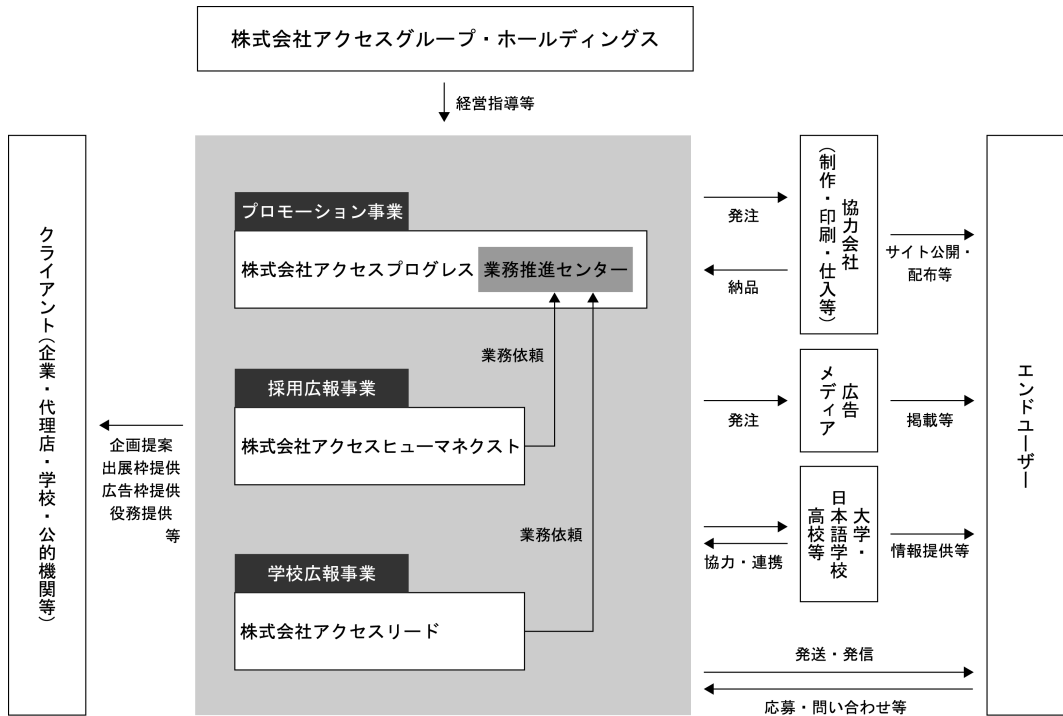 株式会社アクセスグループ・ホールディングス
経営指導等
クライアント（企業・代理店・学校・公的機関等）
企画提案
出展枠提供
広告枠提供
役務提供
等
プロモーション事業
株式会社アクセスプログレス
業務推進センター
業務依頼
採用広報事業
株式会社アクセスヒューマネクスト
業務依頼
学校広報事業
株式会社アクセスリード
発注
納品
協力会社
（制作・印刷・仕入等）
サイト公開・
配布等
発注
広告
メディア
掲載等
協力・連携
大学・
日本語学校
高校等
情報提供等
発送・発信
応募・問い合わせ等
エンドユーザー